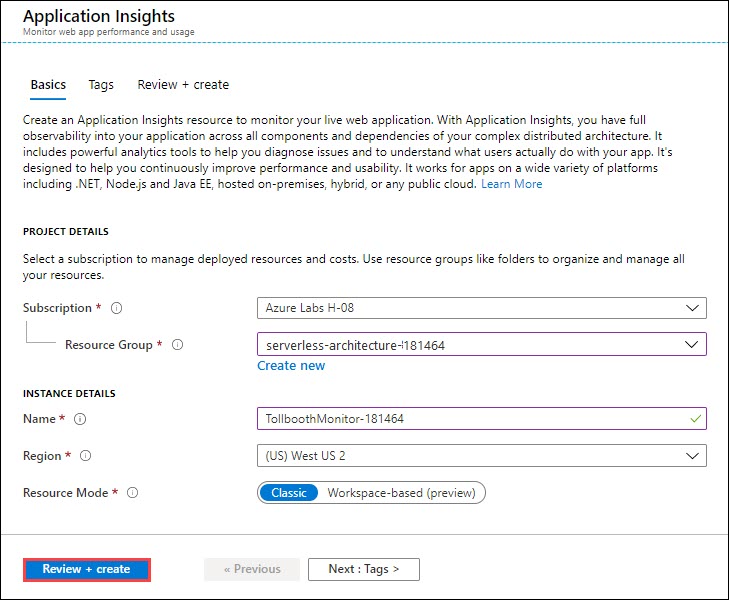 Application Insights
Monitor web app performance and usage
Basics Tags Review + create
Create an Application Insights resource to monitor your live web application. With Application Insights, you have full
observability into your application across all components and dependencies of your complex distributed architecture. It
includes powerful analytics tools to help you diagnose issues and to understand what users actually do with your app. It's
designed to help you continuously improve performance and usability. It works for apps on a wide variety of platforms
including .NET, Node.js and Java EE, hosted on-premises, hybrid, or any public cloud. Learn More
PROJECT DETAILS
Select a subscription to manage deployed resources and costs. Use resource groups like folders to organize and manage all
your resources.
Subscription * Azure Labs H-08
Resource Group * serverless-architecture-181464
Create new
INSTANCE DETAILS
Name * TollboothMonitor-181464
Region * (US) West US 2
Resource Mode * Classic Workspace-based (preview)
Review + create « Previous Next : Tags >